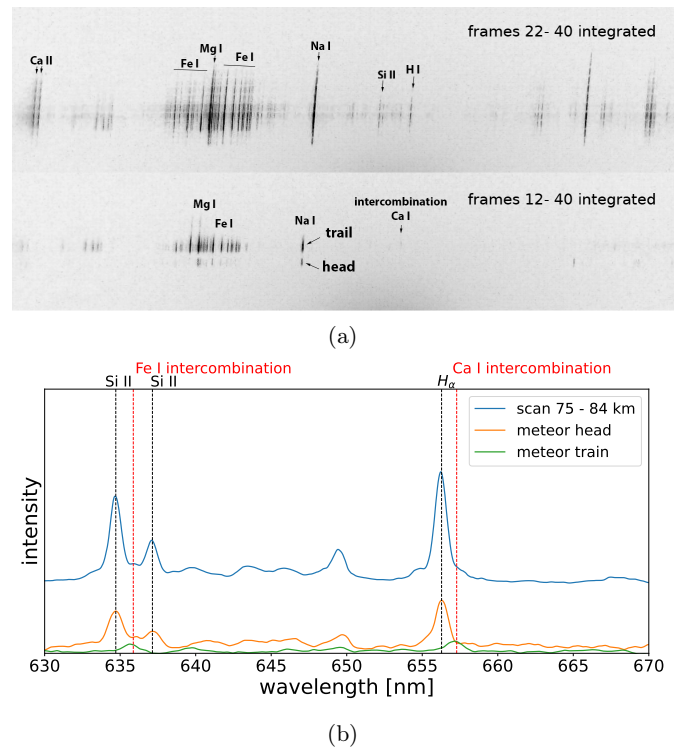 frames 22- 40 integrated
Ca II
Fe I
Mg I
Fe I
Na I
Si II
H I
frames 12- 40 integrated
Mg I
Fe I
Na I
trail
head
intercombination
Ca I
(a)
Fe I intercombination
Ca I intercombination
Si II
Si II
Hα
scan 75 - 84 km
meteor head
meteor train
intensity
630 635 640 645 650 655 660 665 670
wavelength [nm]
(b)